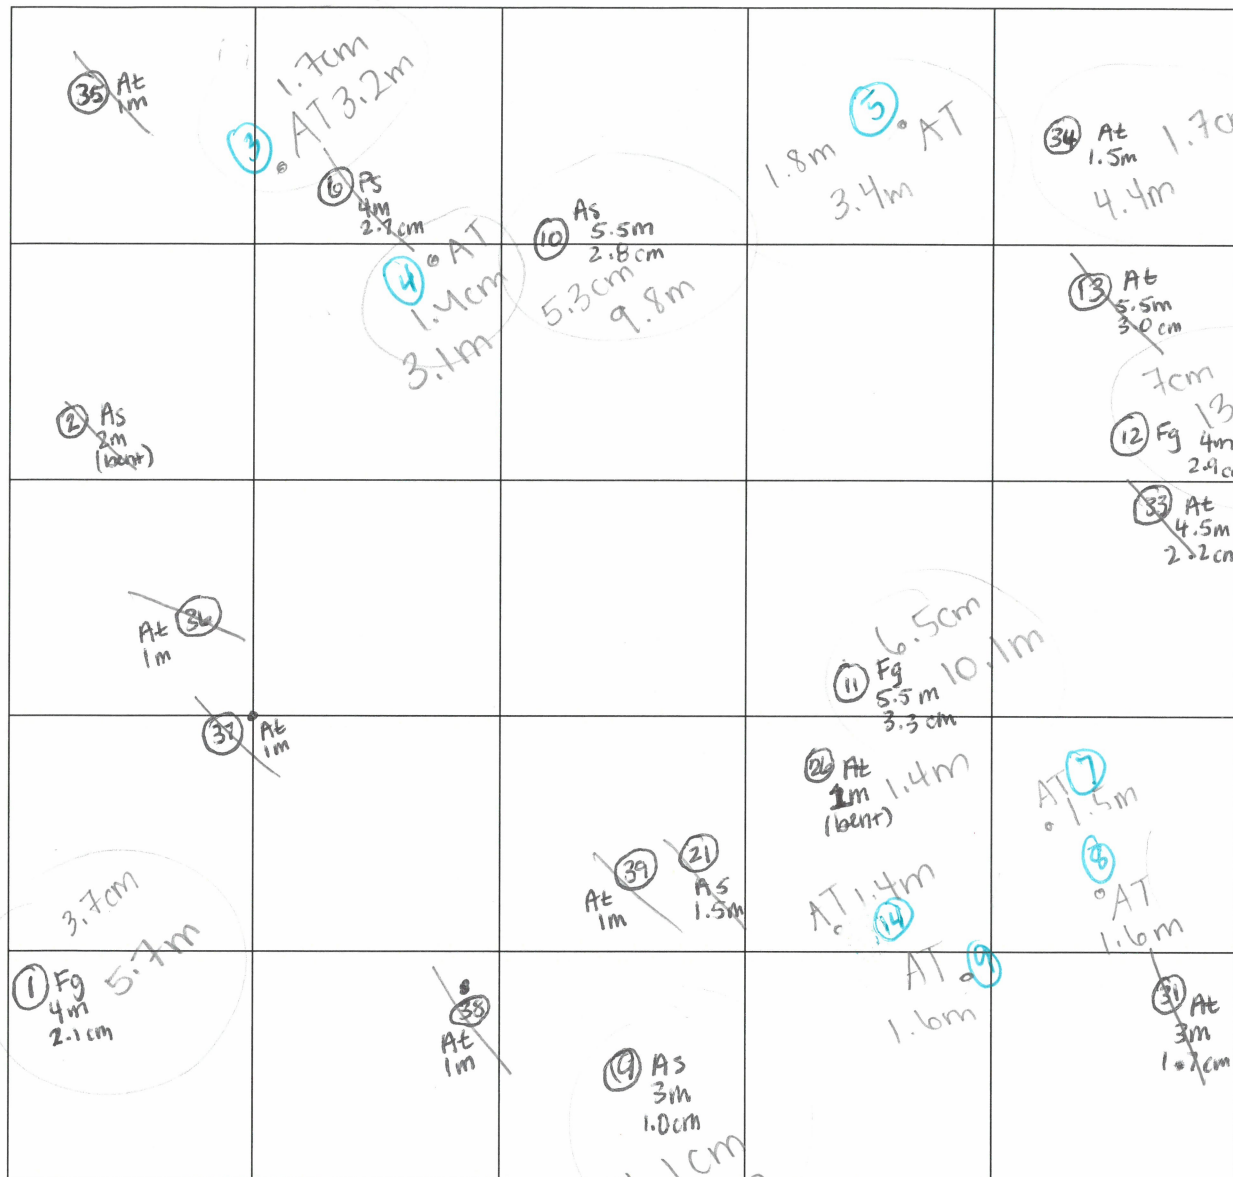 35 At
1m
1.7cm
3 AT 3.2m
6 Ps
4m
2.7cm
5 AT
1.8m
3.4m
34 At
1.5m
4.4m
10 As
5.5m
2.8cm
5.3cm
9.8m
4 AT
1.4cm
3.1m
13 At
5.5m
3.0cm
7cm
12 Fg 4m
2 As
2m
(bent)
33 At
4.5m
36
At
1m
6.5cm
10.1m
11 Fg
5.5m
3.3cm
37 At
1m
26 At
1m
(bent)
1.4m
7 AT
1.5m
39
At
1m
21
As
1.5m
8
AT
1.6m
3.7cm
5.7m
1 Fg
4m
2.1cm
AT 1.4m
14
AT 9
1.6m
38
At
1m
31 At
3m
19 As
3m
1.0cm